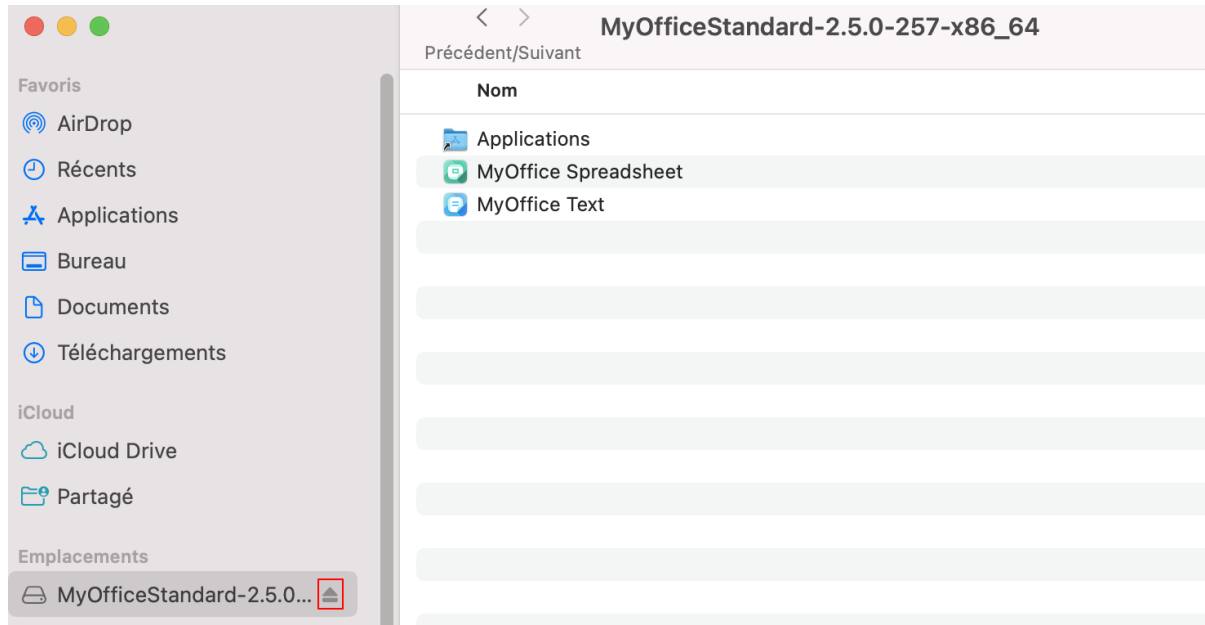 Favoris
AirDrop
Récents
Applications
Bureau
Documents
Téléchargements
iCloud
iCloud Drive
Partagé
Emplacements
MyOfficeStandard-2.5.0...
MyOfficeStandard-2.5.0-257-x86_64
Précédent/Suivant
Nom
Applications
MyOffice Spreadsheet
MyOffice Text